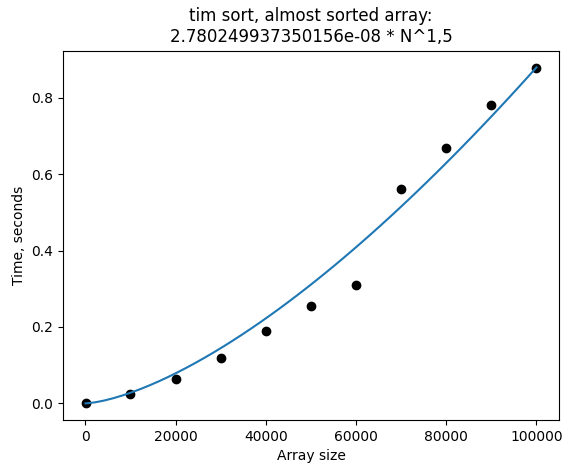 tim sort, almost sorted array:
2.780249937350156e-08 * N^1,5
0.8
0.6
0.4
0.2
0.0
Time, seconds
0 20000 40000 60000 80000 100000
Array size